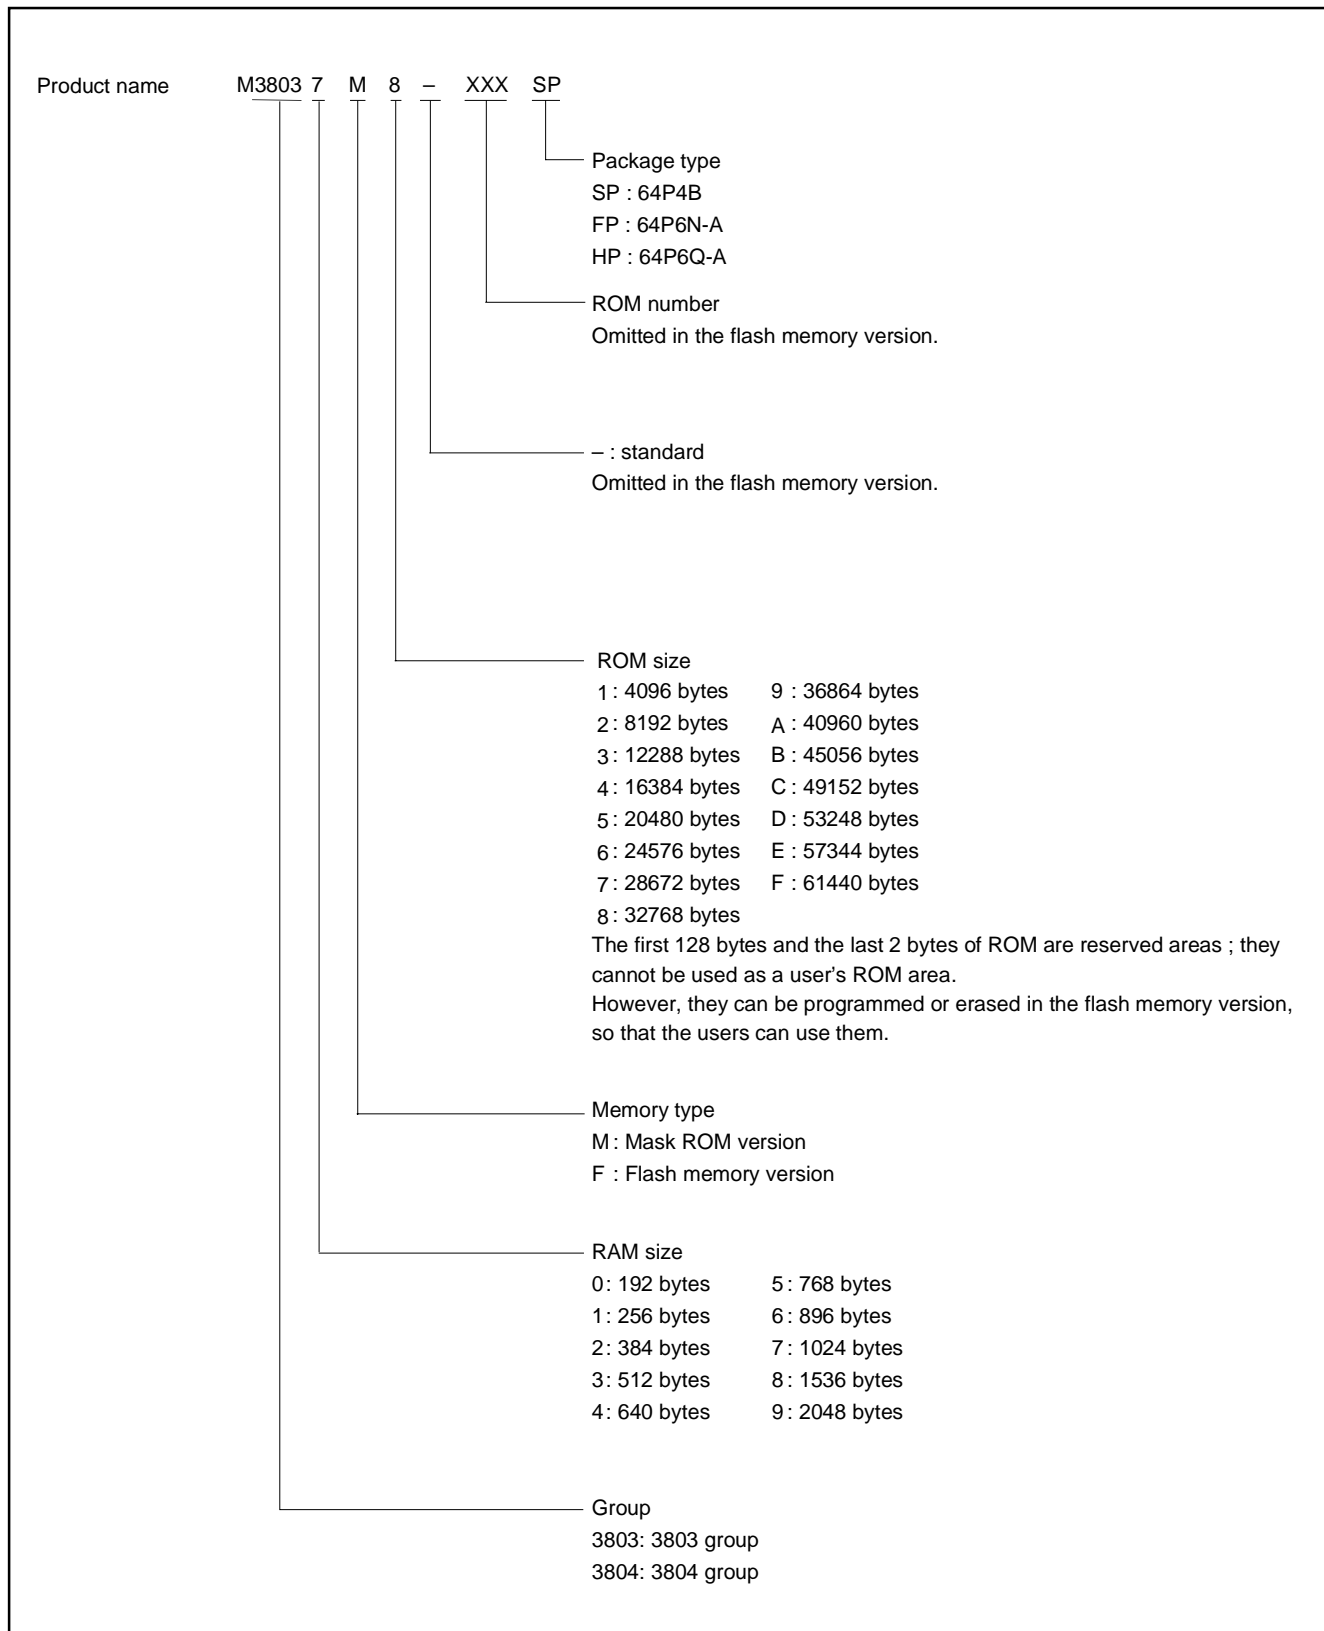 Product name M3803 7 M 8 – XXX SP
Package type
SP : 64P4B
FP : 64P6N-A
HP : 64P6Q-A
ROM number
Omitted in the flash memory version.
– : standard
Omitted in the flash memory version.
ROM size
1 : 4096 bytes 9 : 36864 bytes
2 : 8192 bytes A : 40960 bytes
3 : 12288 bytes B : 45056 bytes
4 : 16384 bytes C : 49152 bytes
5 : 20480 bytes D : 53248 bytes
6 : 24576 bytes E : 57344 bytes
7 : 28672 bytes F : 61440 bytes
8 : 32768 bytes
The first 128 bytes and the last 2 bytes of ROM are reserved areas ; they
cannot be used as a user’s ROM area.
However, they can be programmed or erased in the flash memory version,
so that the users can use them.
Memory type
M : Mask ROM version
F : Flash memory version
RAM size
0 : 192 bytes 5 : 768 bytes
1 : 256 bytes 6 : 896 bytes
2 : 384 bytes 7 : 1024 bytes
3 : 512 bytes 8 : 1536 bytes
4 : 640 bytes 9 : 2048 bytes
Group
3803: 3803 group
3804: 3804 group